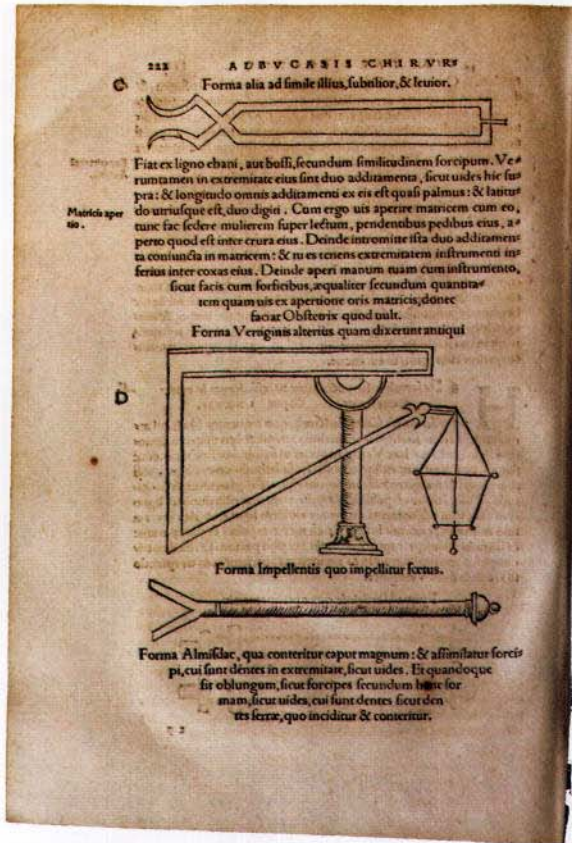 222 ADBVCASIS CHIRVR
C
Forma alia ad simile illius, subtilior, & leuior.
Fiat ex ligno ebani, aut bossi, secundum similitudinem forcipum. Ve-
rumtamen in extremitate eius sint duo additamenta, sicut uides hic su-
pra: & longitudo omnis additamenti ex eis est quasi palmus: & latitu-
Matricis aper
tio.
do utriusque est, duo digiti. Cum ergo uis aperire matricem cum eo,
tunc fac sedere mulierem super lectum, pendentibus pedibus eius, a-
perto quod est inter crura eius. Deinde intromitte ista duo additamen-
ta coniuncta in matricem: & tu es tenens extremitatem instrumenti in-
ferius inter coxas eius. Deinde aperi manum tuam cum instrumento,
sicut facis cum forficibus, æqualiter secundum quantita-
tem quam uis ex apertione oris matricis, donec
faciat Obstetrix quod uult.
Forma Vertiginis alterius quam dixerunt antiqui
D
Forma Impellentis quo impellitur fœtus.
Forma Almisdac, qua conteritur caput magnum: & assimilatur forci-
pi, cui sunt dentes in extremitate, sicut uides. Et quandoque
fit oblungum, sicut forcipes secundum hanc for
mam, sicut uides, cui sunt dentes sicut den
tes serræ, quo inciditur & conteritur.